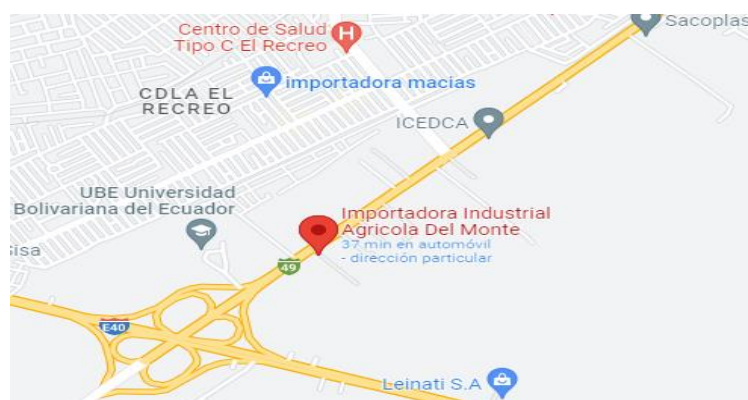 Sacoplas
Centro de Salud
Tipo C El Recreo
H
importadora macias
CDLA EL
RECREO
ICEDCA
UBE Universidad
Bolivariana del Ecuador
Importadora Industrial
Agricola Del Monte
37 min en automóvil
- dirección particular
Sisa
49
E40
Leinati S.A